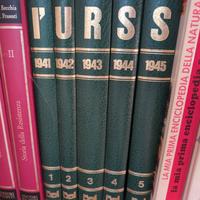 l'URSS
1941 1942 1943 1944 1945
1 2 3 4 5
Secchia
Frassati
II
Storia della Resistenza
LA MIA PRIMA ENCICLOPEDIA DELLA NATURA
la mia prima enciclopedia